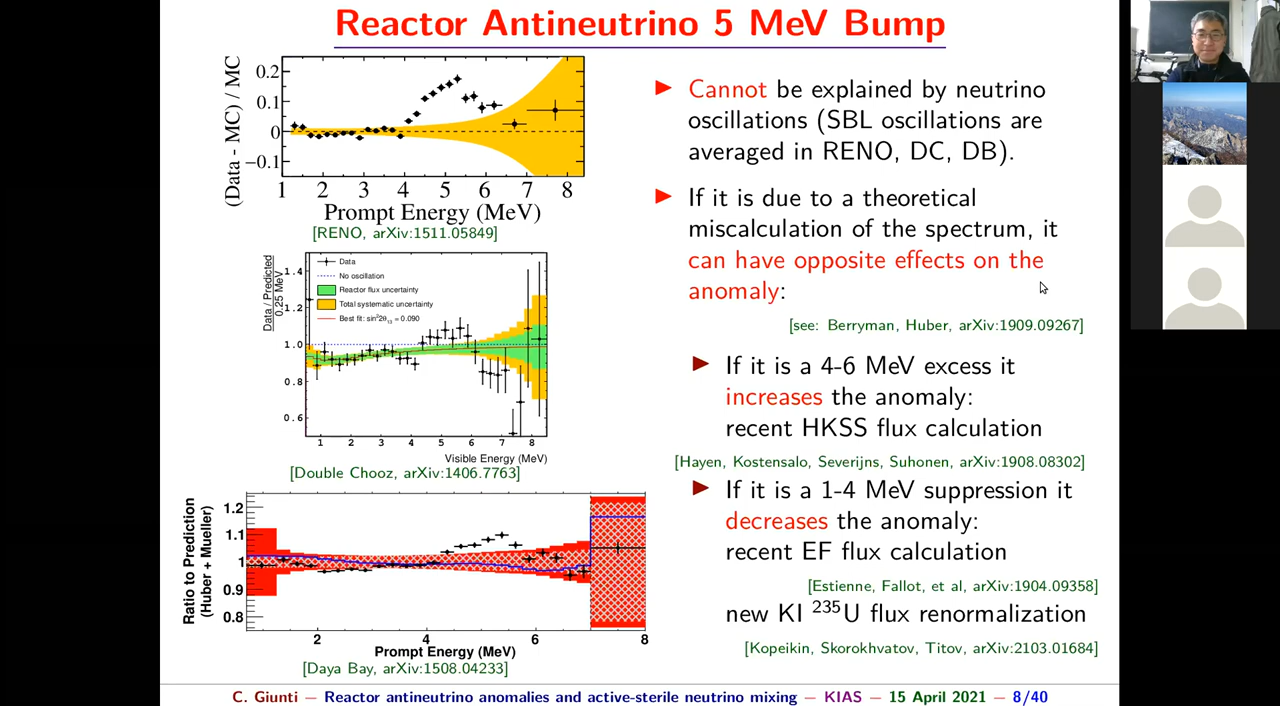 Reactor Antineutrino 5 MeV Bump
(Data - MC) / MC
0.2
0.1
0
−0.1
1 2 3 4 5 6 7 8
Prompt Energy (MeV)
[RENO, arXiv:1511.05849]
Data / Predicted
0.25 MeV
1.4
1.2
1.0
0.8
0.6
Data
No oscillation
Reactor flux uncertainty
Total systematic uncertainty
Best fit: sin²2θ₁₃ = 0.090
1 2 3 4 5 6 7 8
Visible Energy (MeV)
[Double Chooz, arXiv:1406.7763]
Ratio to Prediction
(Huber + Mueller)
1.2
1.1
1
0.9
0.8
2 4 6 8
Prompt Energy (MeV)
[Daya Bay, arXiv:1508.04233]
Cannot be explained by neutrino
oscillations (SBL oscillations are
averaged in RENO, DC, DB).
If it is due to a theoretical
miscalculation of the spectrum, it
can have opposite effects on the
anomaly:
[see: Berryman, Huber, arXiv:1909.09267]
If it is a 4-6 MeV excess it
increases the anomaly:
recent HKSS flux calculation
[Hayen, Kostensalo, Severijns, Suhonen, arXiv:1908.08302]
If it is a 1-4 MeV suppression it
decreases the anomaly:
recent EF flux calculation
[Estienne, Fallot, et al, arXiv:1904.09358]
new KI ²³⁵U flux renormalization
[Kopeikin, Skorokhvatov, Titov, arXiv:2103.01684]
C. Giunti − Reactor antineutrino anomalies and active-sterile neutrino mixing − KIAS − 15 April 2021 − 8/40